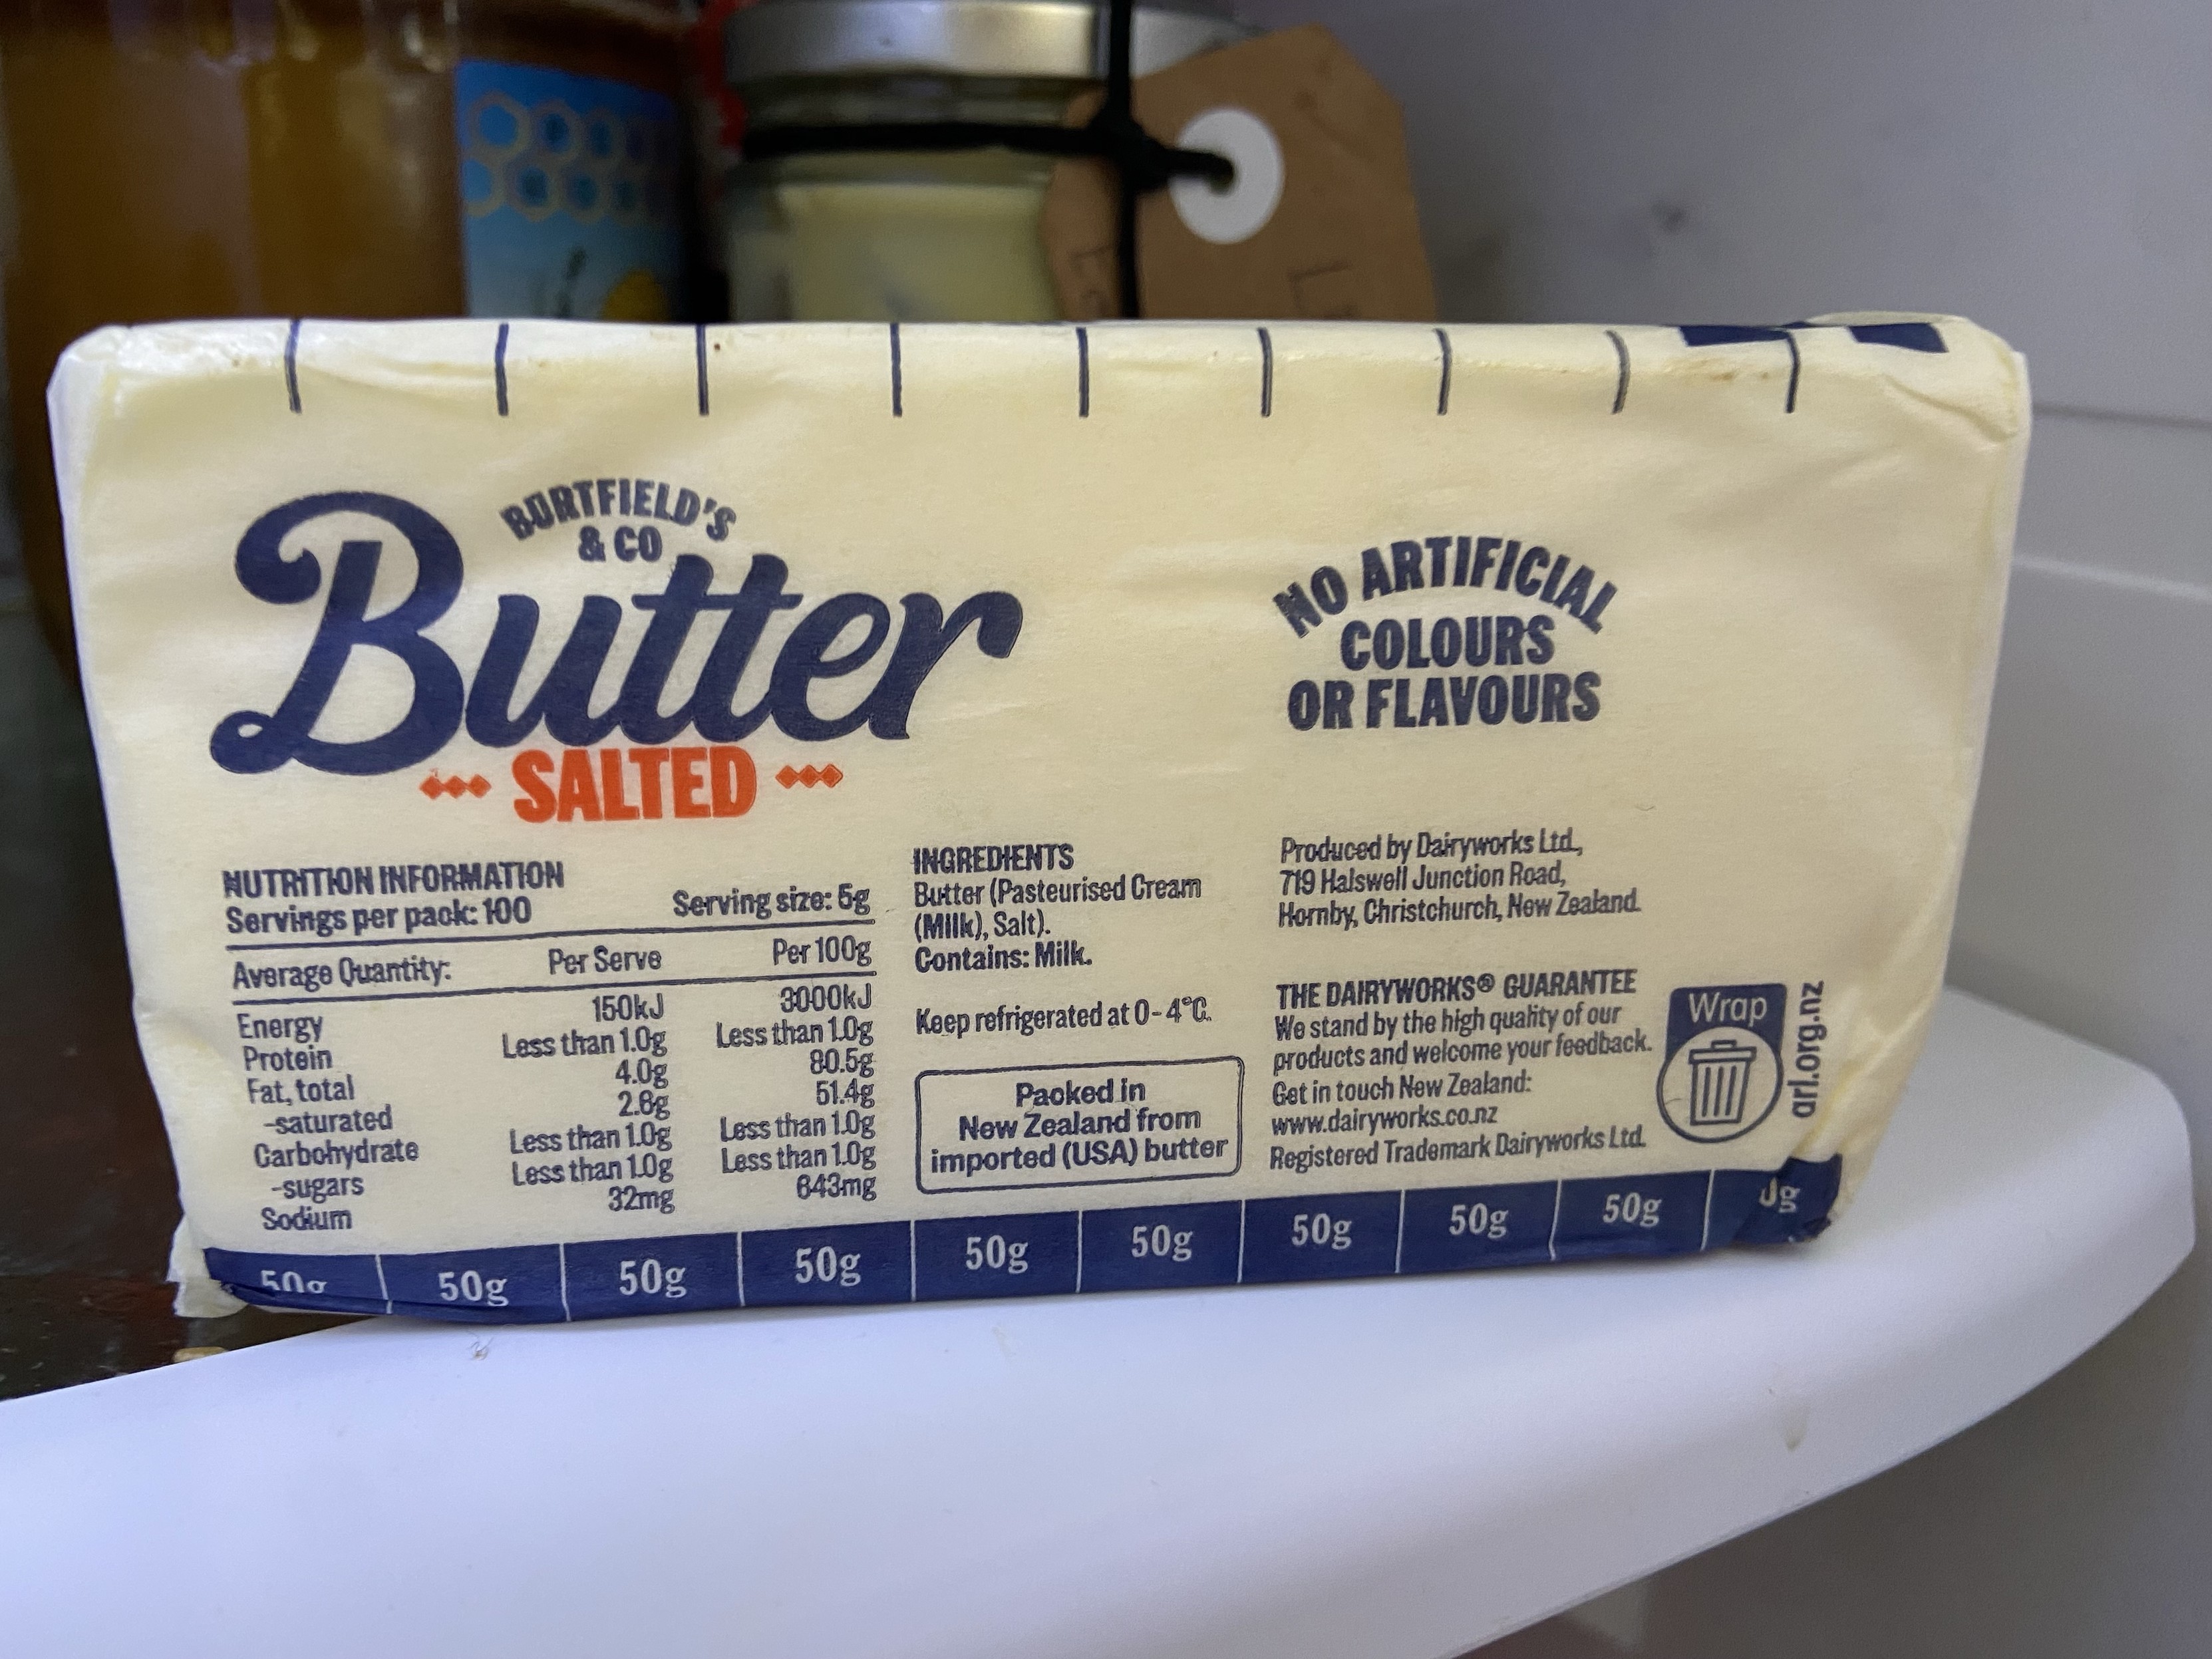 BURTFIELD'S
& CO
Butter
SALTED
NO ARTIFICIAL
COLOURS
OR FLAVOURS
NUTRITION INFORMATION
Servings per pack: 100 Serving size: 5g
Average Quantity: Per Serve Per 100g
Energy 150kJ 3000kJ
Protein Less than 1.0g Less than 1.0g
Fat, total 4.0g 80.5g
-saturated 2.6g 51.4g
Carbohydrate Less than 1.0g Less than 1.0g
-sugars Less than 1.0g Less than 1.0g
Sodium 32mg 643mg
INGREDIENTS
Butter (Pasteurised Cream
(Milk), Salt).
Contains: Milk.
Keep refrigerated at 0-4°C.
Packed in
New Zealand from
imported (USA) butter
Produced by Dairyworks Ltd.,
719 Halswell Junction Road,
Hornby, Christchurch, New Zealand.
THE DAIRYWORKS® GUARANTEE
We stand by the high quality of our
products and welcome your feedback.
Get in touch New Zealand:
www.dairyworks.co.nz
Registered Trademark Dairyworks Ltd.
Wrap
arl.org.nz
50g 50g 50g 50g 50g 50g 50g 50g 50g